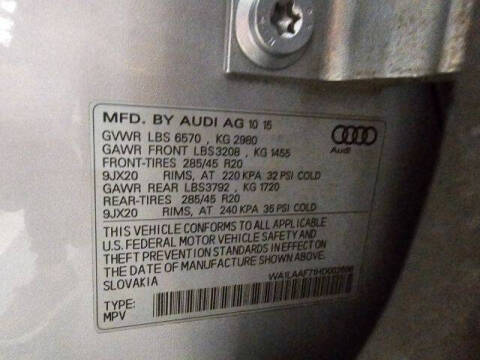 MFD. BY AUDI AG 10 15
GVWR LBS 6570 , KG 2980
GAWR FRONT LBS3208 , KG 1455
FRONT-TIRES 285/45 R20
9JX20 RIMS, AT 220 KPA 32 PSI COLD
GAWR REAR LBS3792 , KG 1720
REAR-TIRES 285/45 R20
9JX20 RIMS, AT 240 KPA 35 PSI COLD
THIS VEHICLE CONFORMS TO ALL APPLICABLE
U.S. FEDERAL MOTOR VEHICLE SAFETY AND
THEFT PREVENTION STANDARDS IN EFFECT ON
THE DATE OF MANUFACTURE SHOWN ABOVE.
SLOVAKIA
TYPE:
MPV
Audi